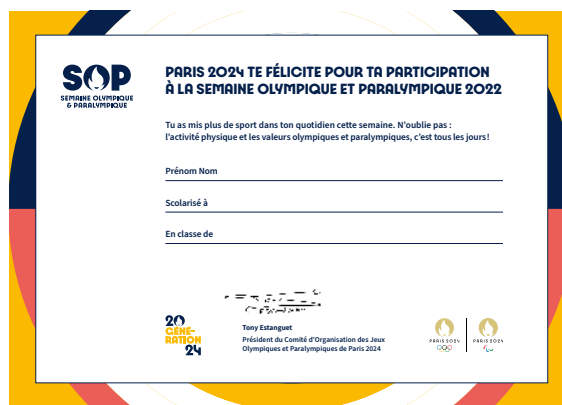 SOP
SEMAINE OLYMPIQUE
& PARALYMPIQUE
PARIS 2024 TE FÉLICITE POUR TA PARTICIPATION
À LA SEMAINE OLYMPIQUE ET PARALYMPIQUE 2022
Tu as mis plus de sport dans ton quotidien cette semaine. N'oublie pas :
l'activité physique et les valeurs olympiques et paralympiques, c'est tous les jours!
Prénom Nom
Scolarisé à
En classe de
20
GÉNÉ-
RATION
24
Tony Estanguet
Président du Comité d'Organisation des Jeux
Olympiques et Paralympiques de Paris 2024
PARIS 2024
PARIS 2024